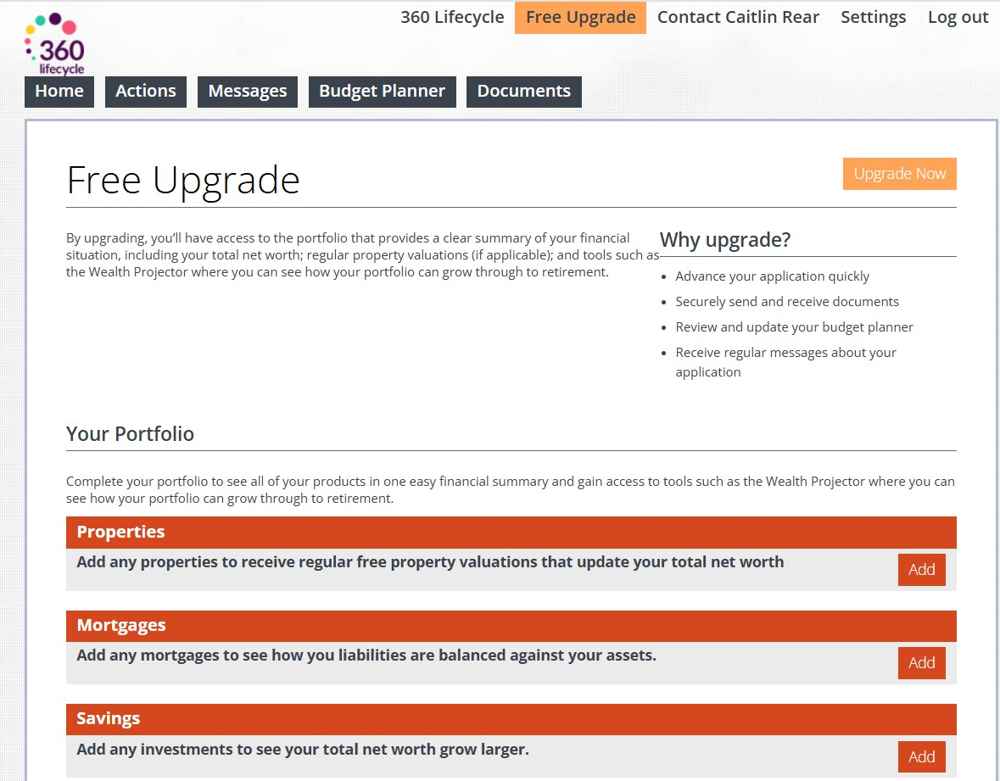 360 Lifecycle Free Upgrade Contact Caitlin Rear Settings Log out
360
lifecycle
Home Actions Messages Budget Planner Documents
Free Upgrade
Upgrade Now
By upgrading, you’ll have access to the portfolio that provides a clear summary of your financial
situation, including your total net worth; regular property valuations (if applicable); and tools such as
the Wealth Projector where you can see how your portfolio can grow through to retirement.
Why upgrade?
• Advance your application quickly
• Securely send and receive documents
• Review and update your budget planner
• Receive regular messages about your
application
Your Portfolio
Complete your portfolio to see all of your products in one easy financial summary and gain access to tools such as the Wealth Projector where you can
see how your portfolio can grow through to retirement.
Properties
Add any properties to receive regular free property valuations that update your total net worth
Add
Mortgages
Add any mortgages to see how you liabilities are balanced against your assets.
Add
Savings
Add any investments to see your total net worth grow larger.
Add